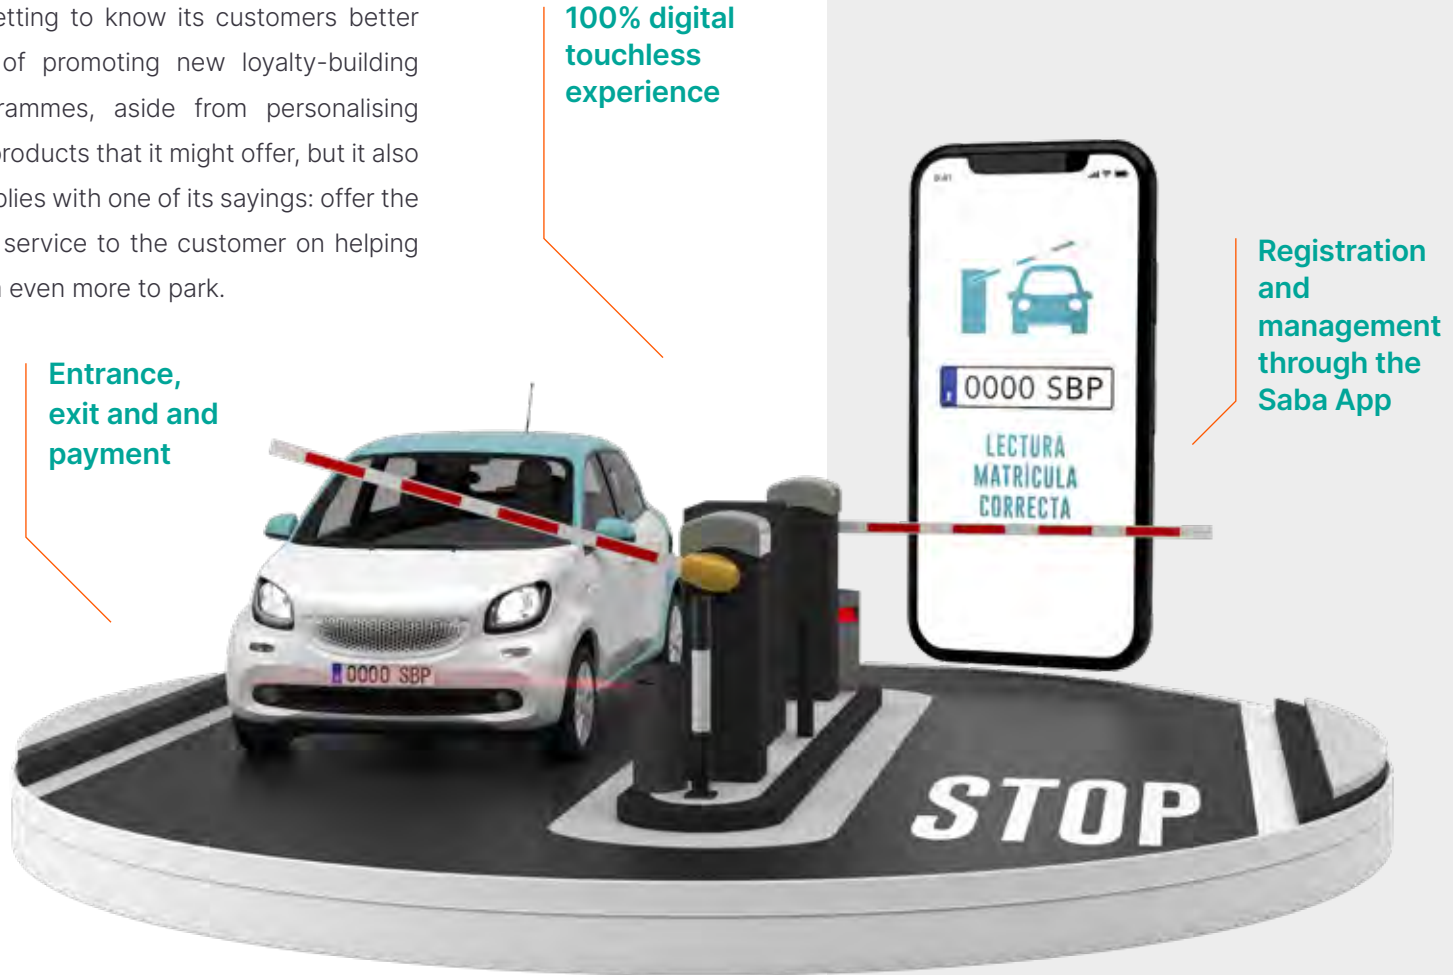 etting to know its customers better
of promoting new loyalty-building
rammes, aside from personalising
products that it might offer, but it also
plies with one of its sayings: offer the
service to the customer on helping
even more to park.
100% digital
touchless
experience
Entrance,
exit and and
payment
Registration
and
management
through the
Saba App
9:41
0000 SBP
LECTURA
MATRÍCULA
CORRECTA
0000 SBP
STOP